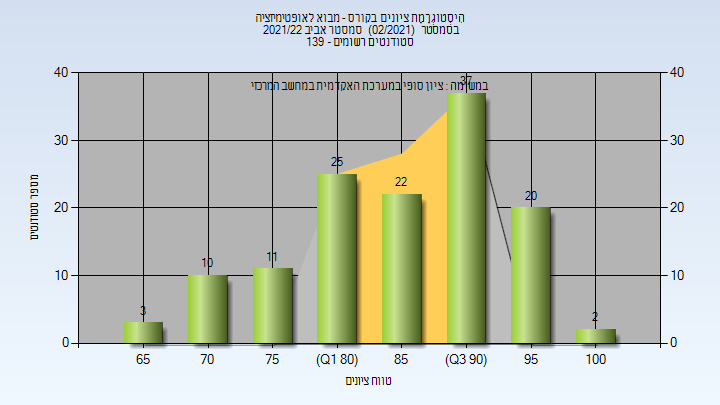 היסטוגרמת ציונים בקורס - מבוא לאופטימיזציה
בסמסטר (02/2021) סמסטר אביב 2021/22
סטודנטים רשומים - 139
במשימה : ציון סופי במערכת האקדמית במחשב המרכזי
40 40
30 30
20 20
10 10
0 0
מספר סטודנטים
3 10 11 25 22 37 20 2
65 70 75 (Q1 80) 85 (Q3 90) 95 100
טווח ציונים